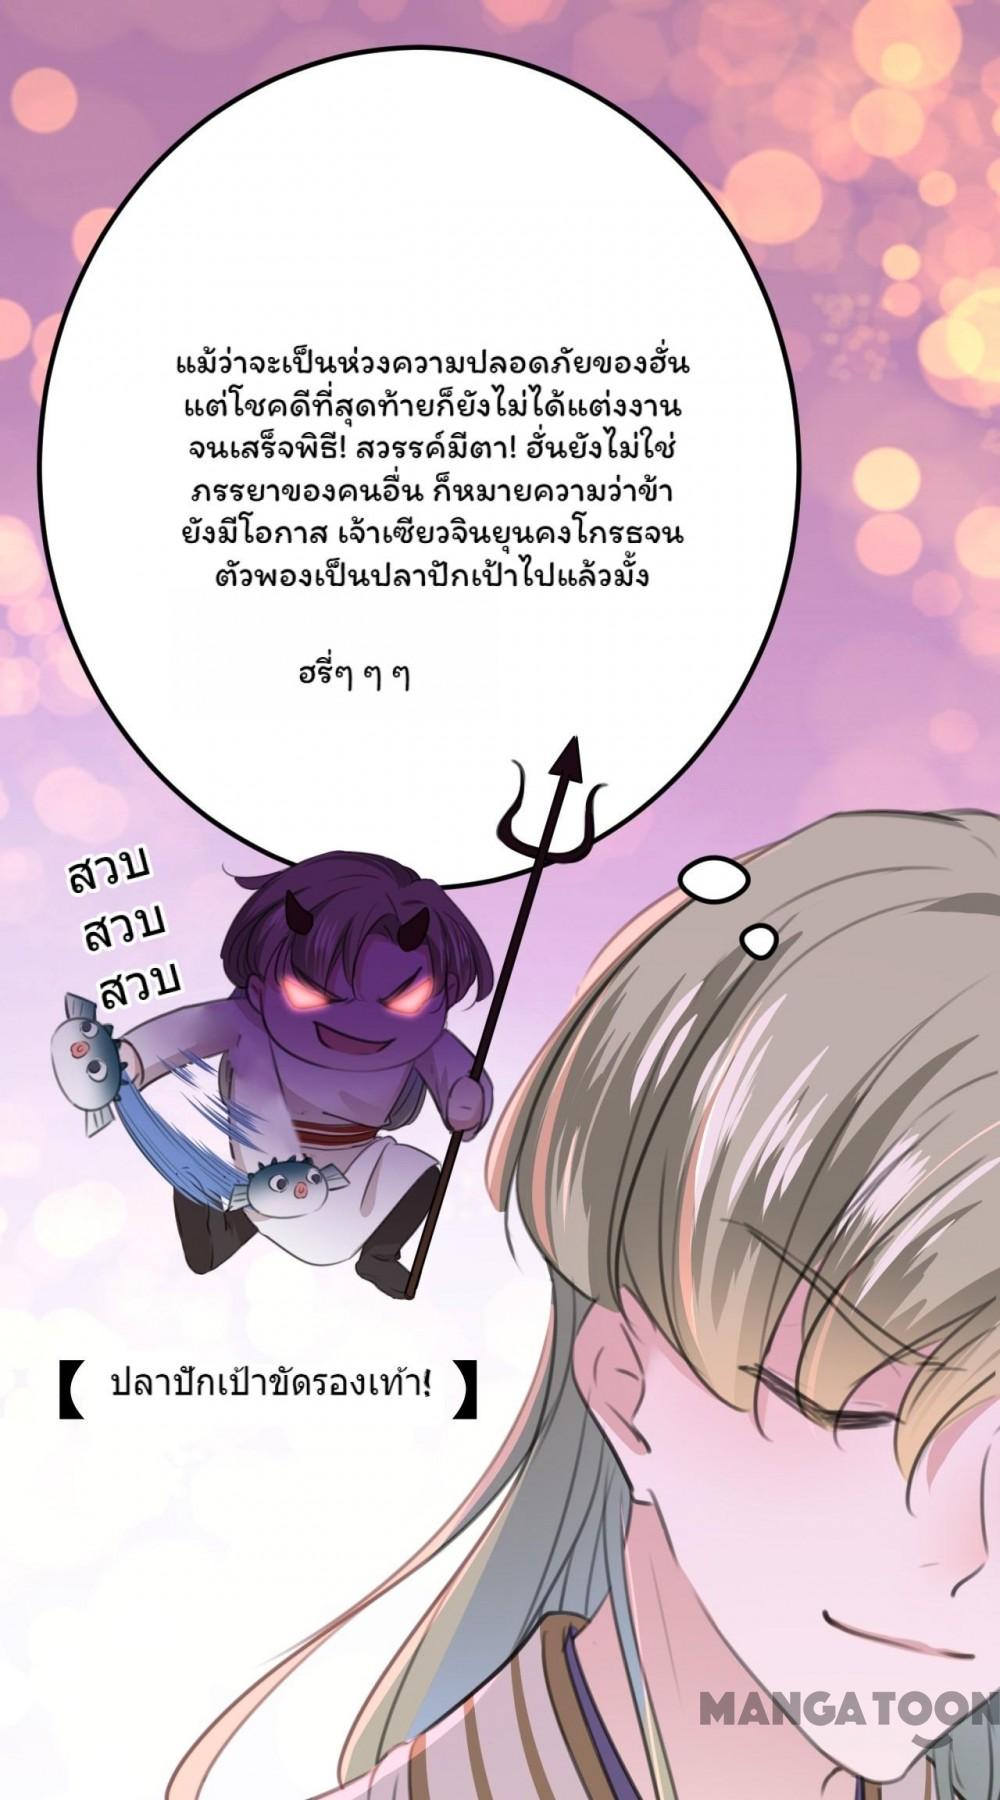 แม้ว่าจะเป็นห่วงความปลอดภัยของฮั่น
แต่โชคดีที่สุดท้ายก็ยังไม่ได้แต่งงาน
จนเสร็จพิธี! สวรรค์มีตา! ฮั่นยังไม่ใช่
ภรรยาของคนอื่น ก็หมายความว่าข้า
ยังมีโอกาส เจ้าเซียวจินยุนคงโกรธจน
ตัวพองเป็นปลาปักเป้าไปแล้วมั้ง
ฮรี่ๆ ๆ ๆ
สวบ
สวบ
สวบ
【 ปลาปักเป้าขัดรองเท้า! 】
MANGATOON